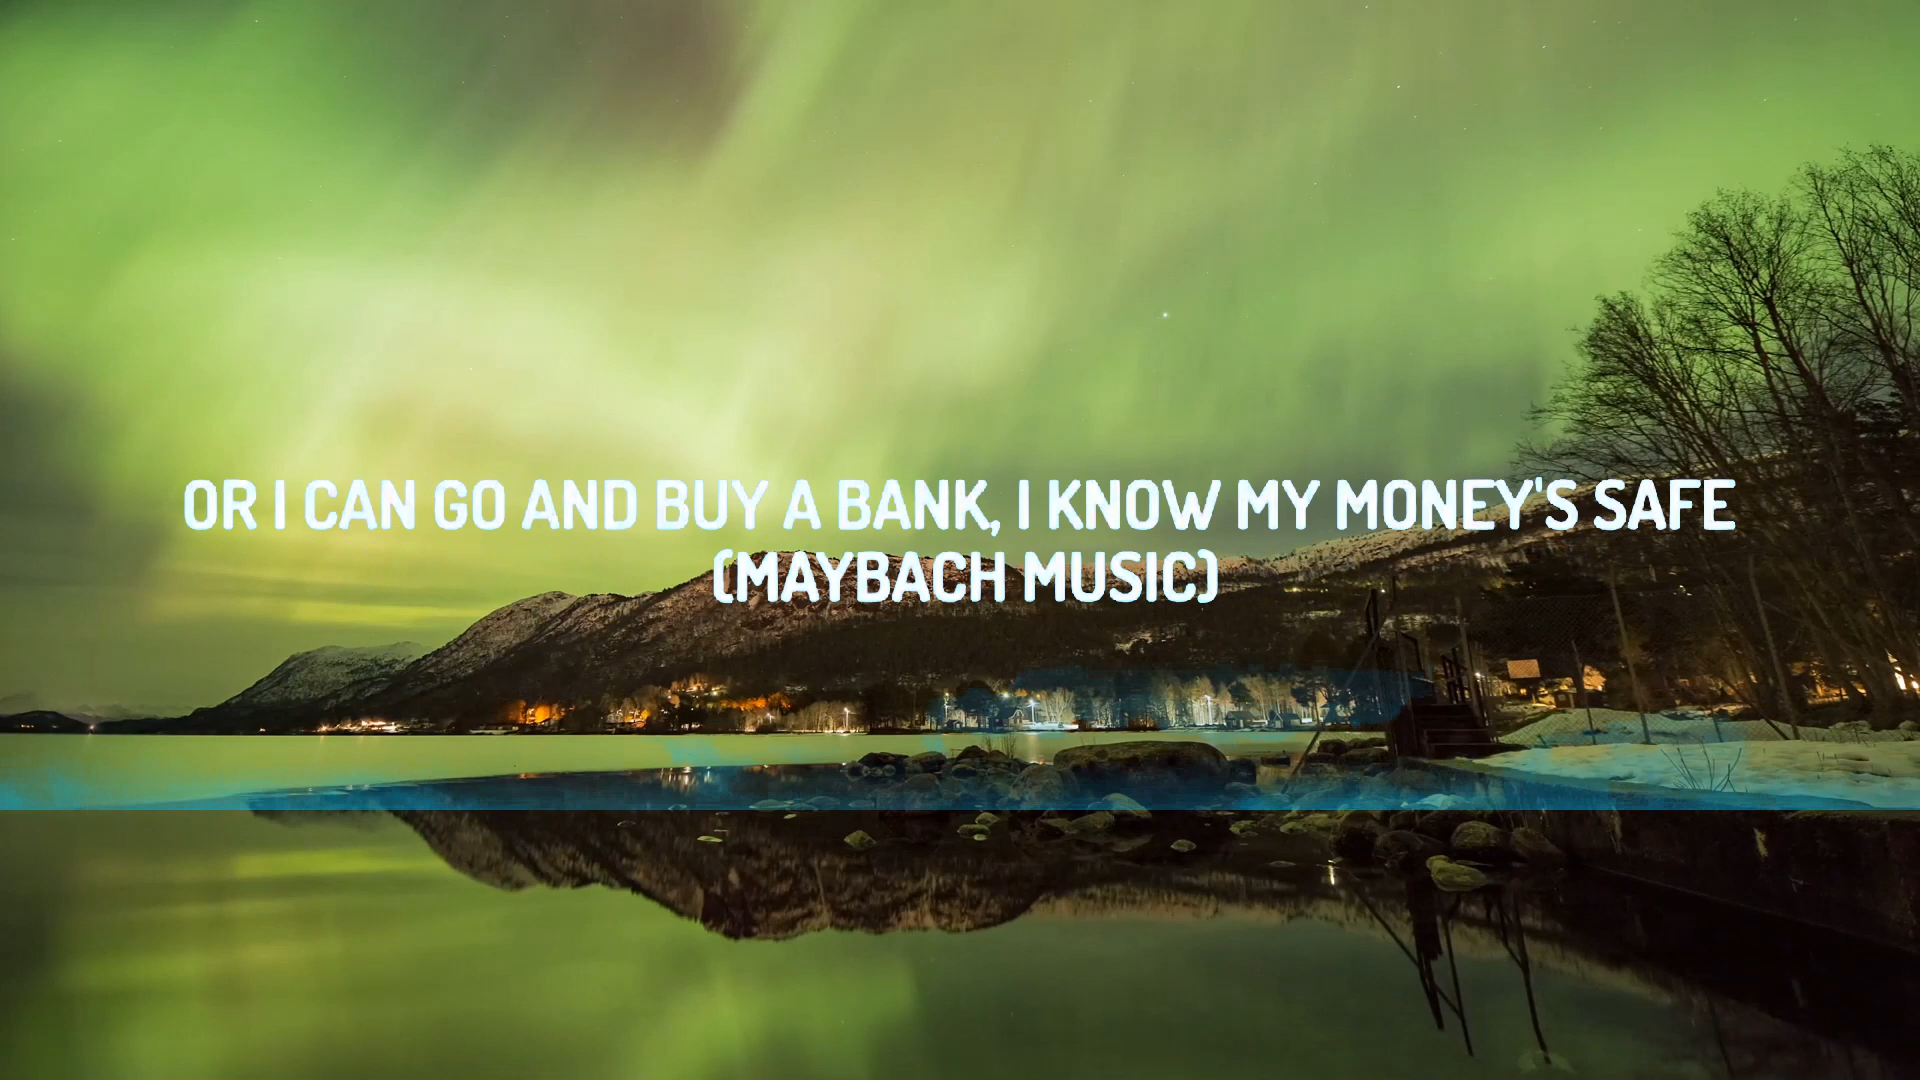 OR I CAN GO AND BUY A BANK, I KNOW MY MONEY'S SAFE
(MAYBACH MUSIC)